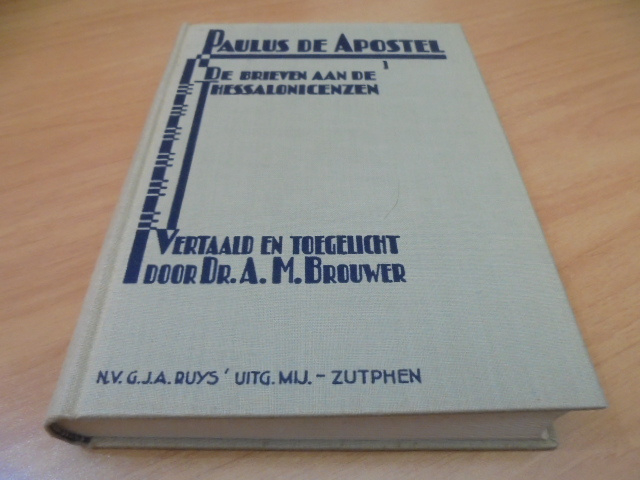 PAULUS DE APOSTEL
1
DE BRIEVEN AAN DE
THESSALONICENZEN
VERTAALD EN TOEGELICHT
DOOR DR. A. M. BROUWER
N.V. G.J.A. RUYS' UITG. MIJ. - ZUTPHEN